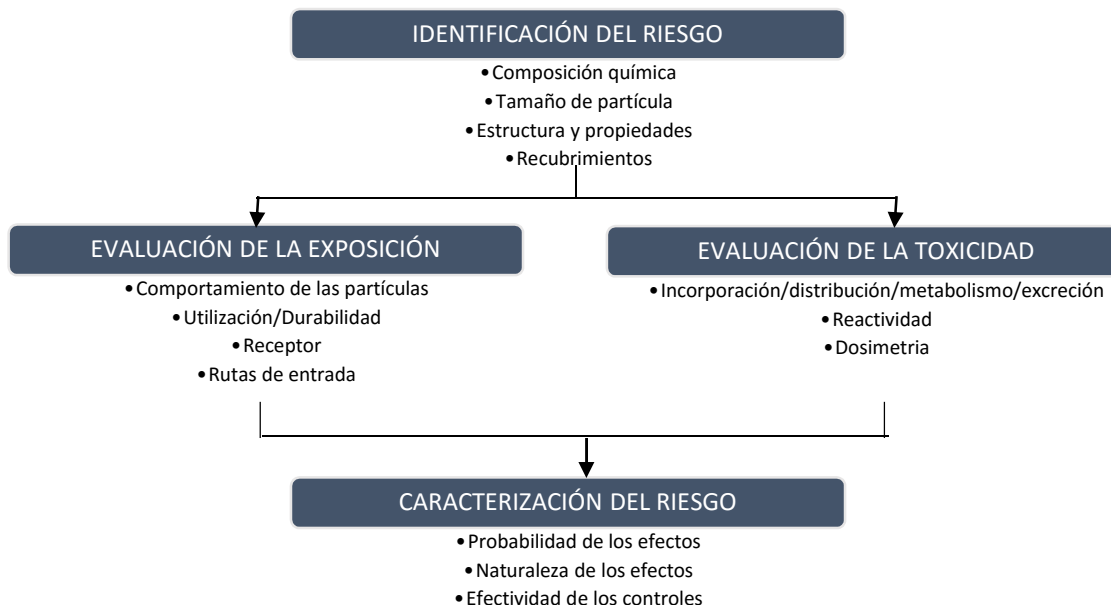 IDENTIFICACIÓN DEL RIESGO
•Composición química
•Tamaño de partícula
•Estructura y propiedades
•Recubrimientos
EVALUACIÓN DE LA EXPOSICIÓN
•Comportamiento de las partículas
•Utilización/Durabilidad
•Receptor
•Rutas de entrada
EVALUACIÓN DE LA TOXICIDAD
•Incorporación/distribución/metabolismo/excreción
•Reactividad
•Dosimetria
CARACTERIZACIÓN DEL RIESGO
•Probabilidad de los efectos
•Naturaleza de los efectos
•Efectividad de los controles